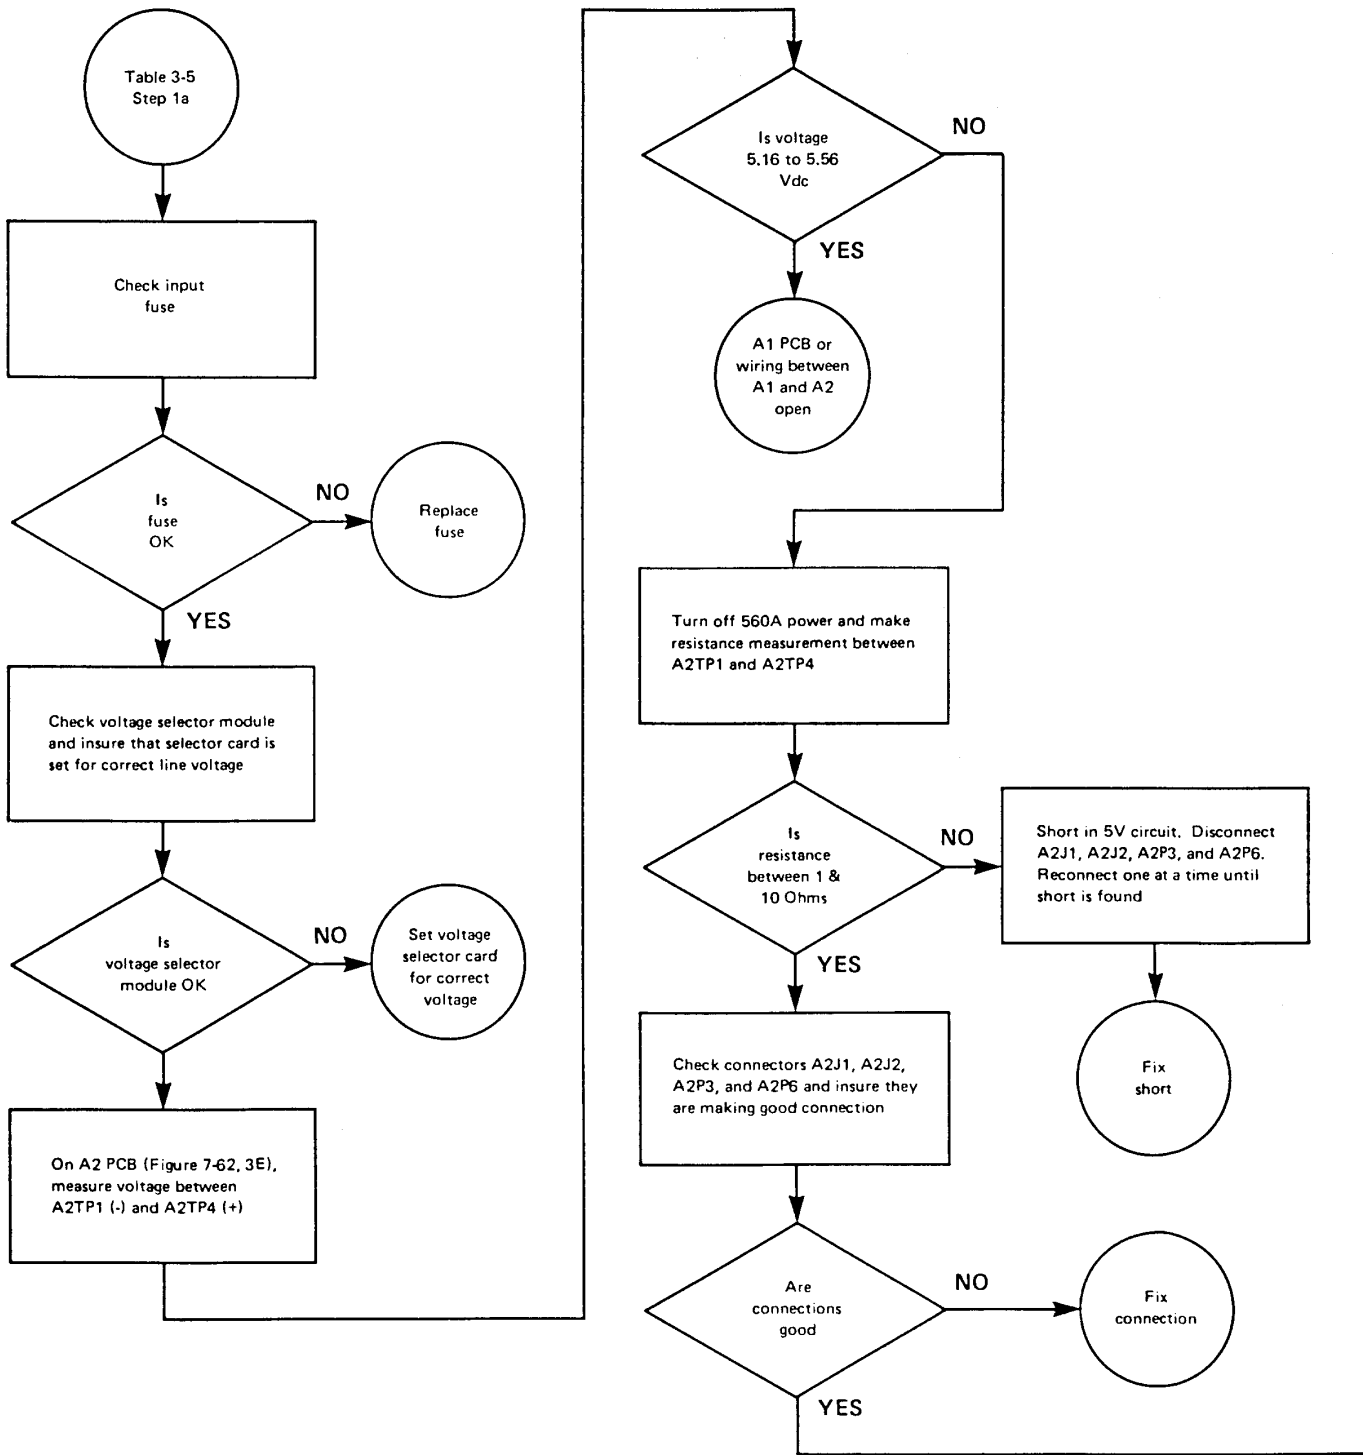 Table 3-5
Step 1a
Check input
fuse
Is
fuse
OK
NO
Replace
fuse
YES
Check voltage selector module
and insure that selector card is
set for correct line voltage
Is
voltage selector
module OK
NO
Set voltage
selector card
for correct
voltage
On A2 PCB (Figure 7-62, 3E),
measure voltage between
A2TP1 (-) and A2TP4 (+)
Is voltage
5.16 to 5.56
Vdc
NO
YES
A1 PCB or
wiring between
A1 and A2
open
Turn off 560A power and make
resistance measurement between
A2TP1 and A2TP4
Is
resistance
between 1 &
10 Ohms
NO
Short in 5V circuit. Disconnect
A2J1, A2J2, A2P3, and A2P6.
Reconnect one at a time until
short is found
Fix
short
YES
Check connectors A2J1, A2J2,
A2P3, and A2P6 and insure they
are making good connection
Are
connections
good
NO
Fix
connection
YES